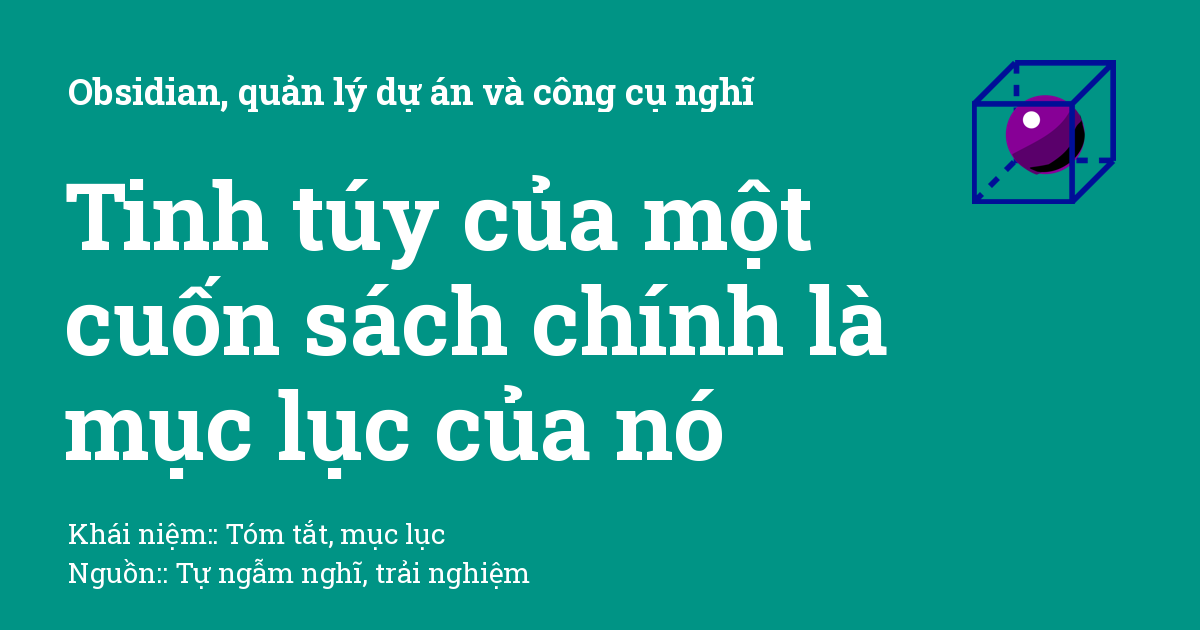 Obsidian, quản lý dự án và công cụ nghĩ
Tinh túy của một
cuốn sách chính là
mục lục của nó
Khái niệm:: Tóm tắt, mục lục
Nguồn:: Tự ngẫm nghĩ, trải nghiệm